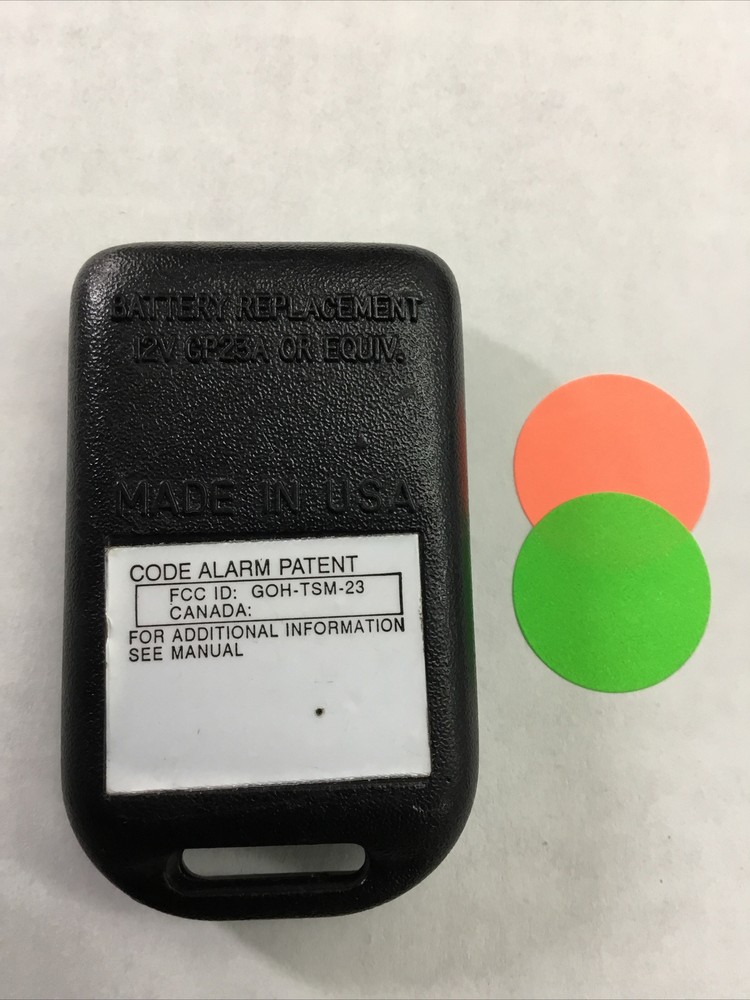 BATTERY REPLACEMENT
12V GP23A OR EQUIV.
MADE IN USA
CODE ALARM PATENT
FCC ID: GOH-TSM-23
CANADA:
FOR ADDITIONAL INFORMATION
SEE MANUAL